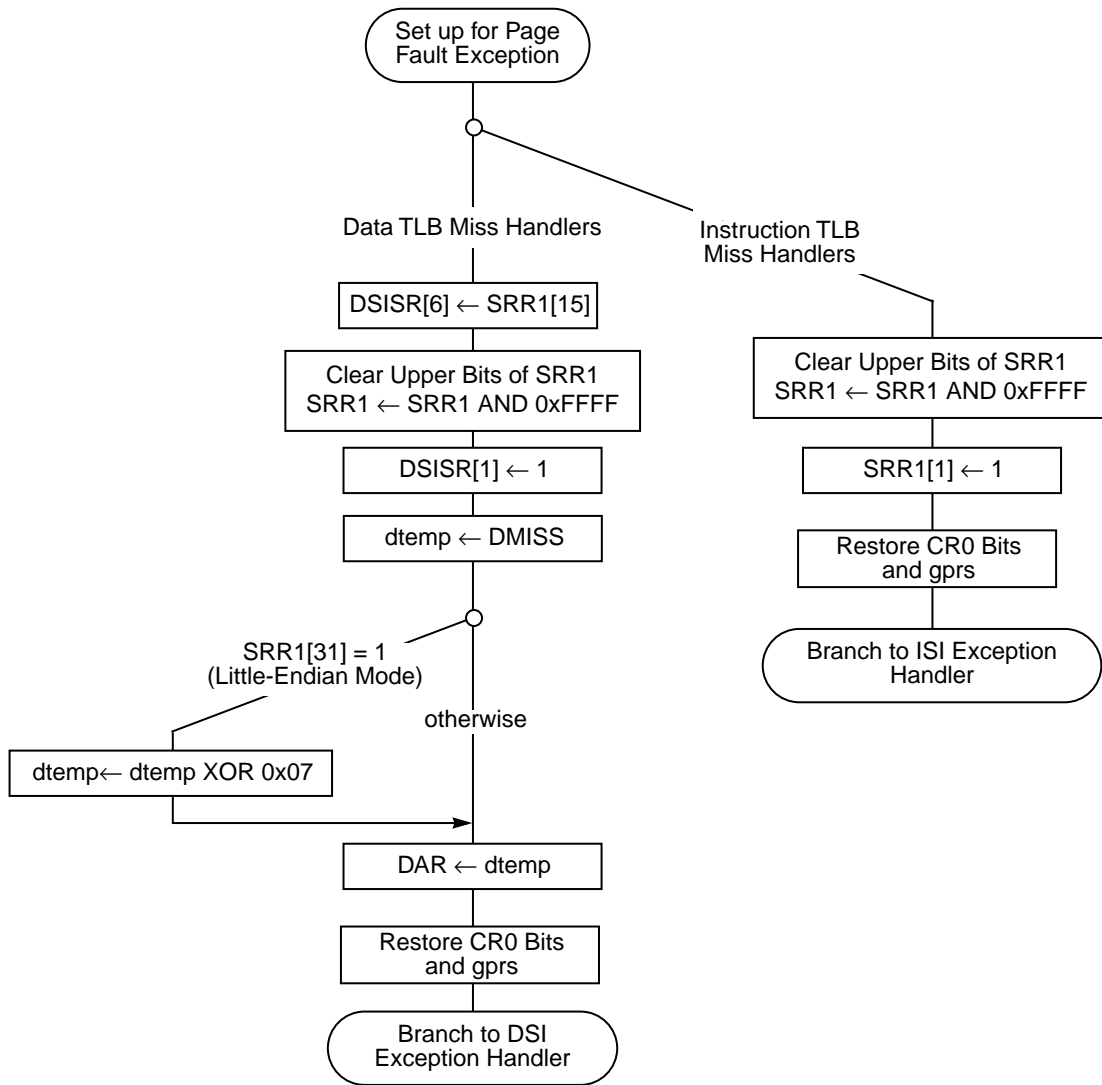 Set up for Page
Fault Exception
Data TLB Miss Handlers
Instruction TLB
Miss Handlers
DSISR[6] ← SRR1[15]
Clear Upper Bits of SRR1
SRR1 ← SRR1 AND 0xFFFF
DSISR[1] ← 1
dtemp ← DMISS
Clear Upper Bits of SRR1
SRR1 ← SRR1 AND 0xFFFF
SRR1[1] ← 1
Restore CR0 Bits
and gprs
Branch to ISI Exception
Handler
SRR1[31] = 1
(Little-Endian Mode)
otherwise
dtemp← dtemp XOR 0x07
DAR ← dtemp
Restore CR0 Bits
and gprs
Branch to DSI
Exception Handler